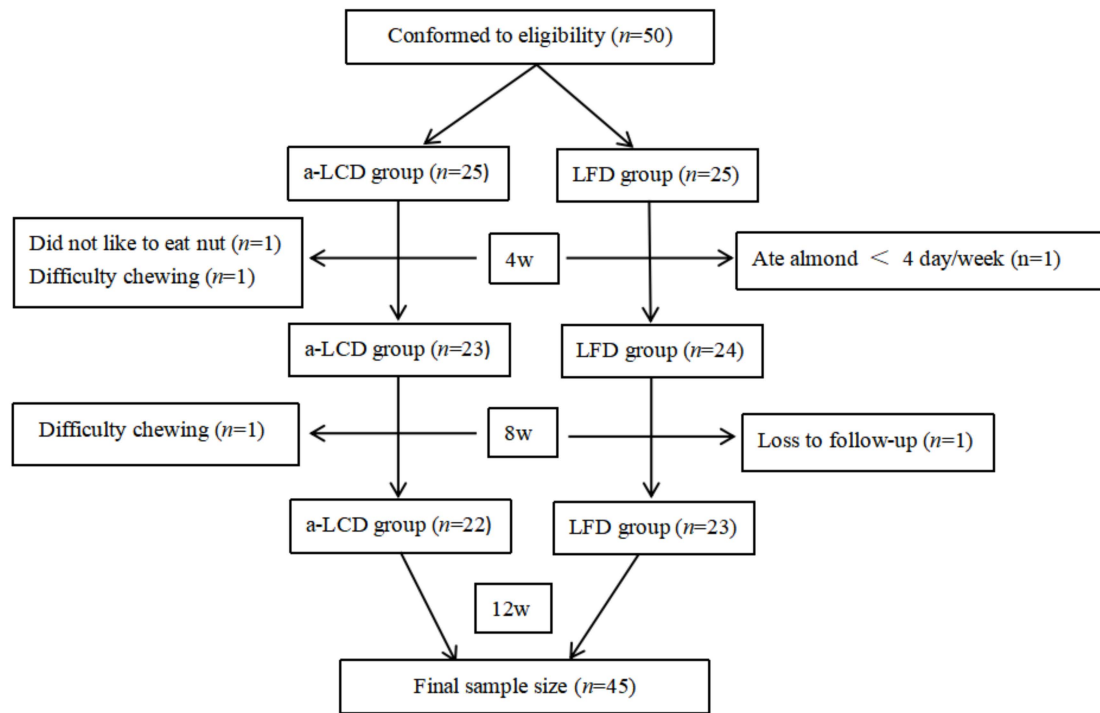 Conformed to eligibility (n=50)
a-LCD group (n=25)
LFD group (n=25)
Did not like to eat nut (n=1)
Difficulty chewing (n=1)
4w
Ate almond ＜ 4 day/week (n=1)
a-LCD group (n=23)
LFD group (n=24)
Difficulty chewing (n=1)
8w
Loss to follow-up (n=1)
a-LCD group (n=22)
LFD group (n=23)
12w
Final sample size (n=45)